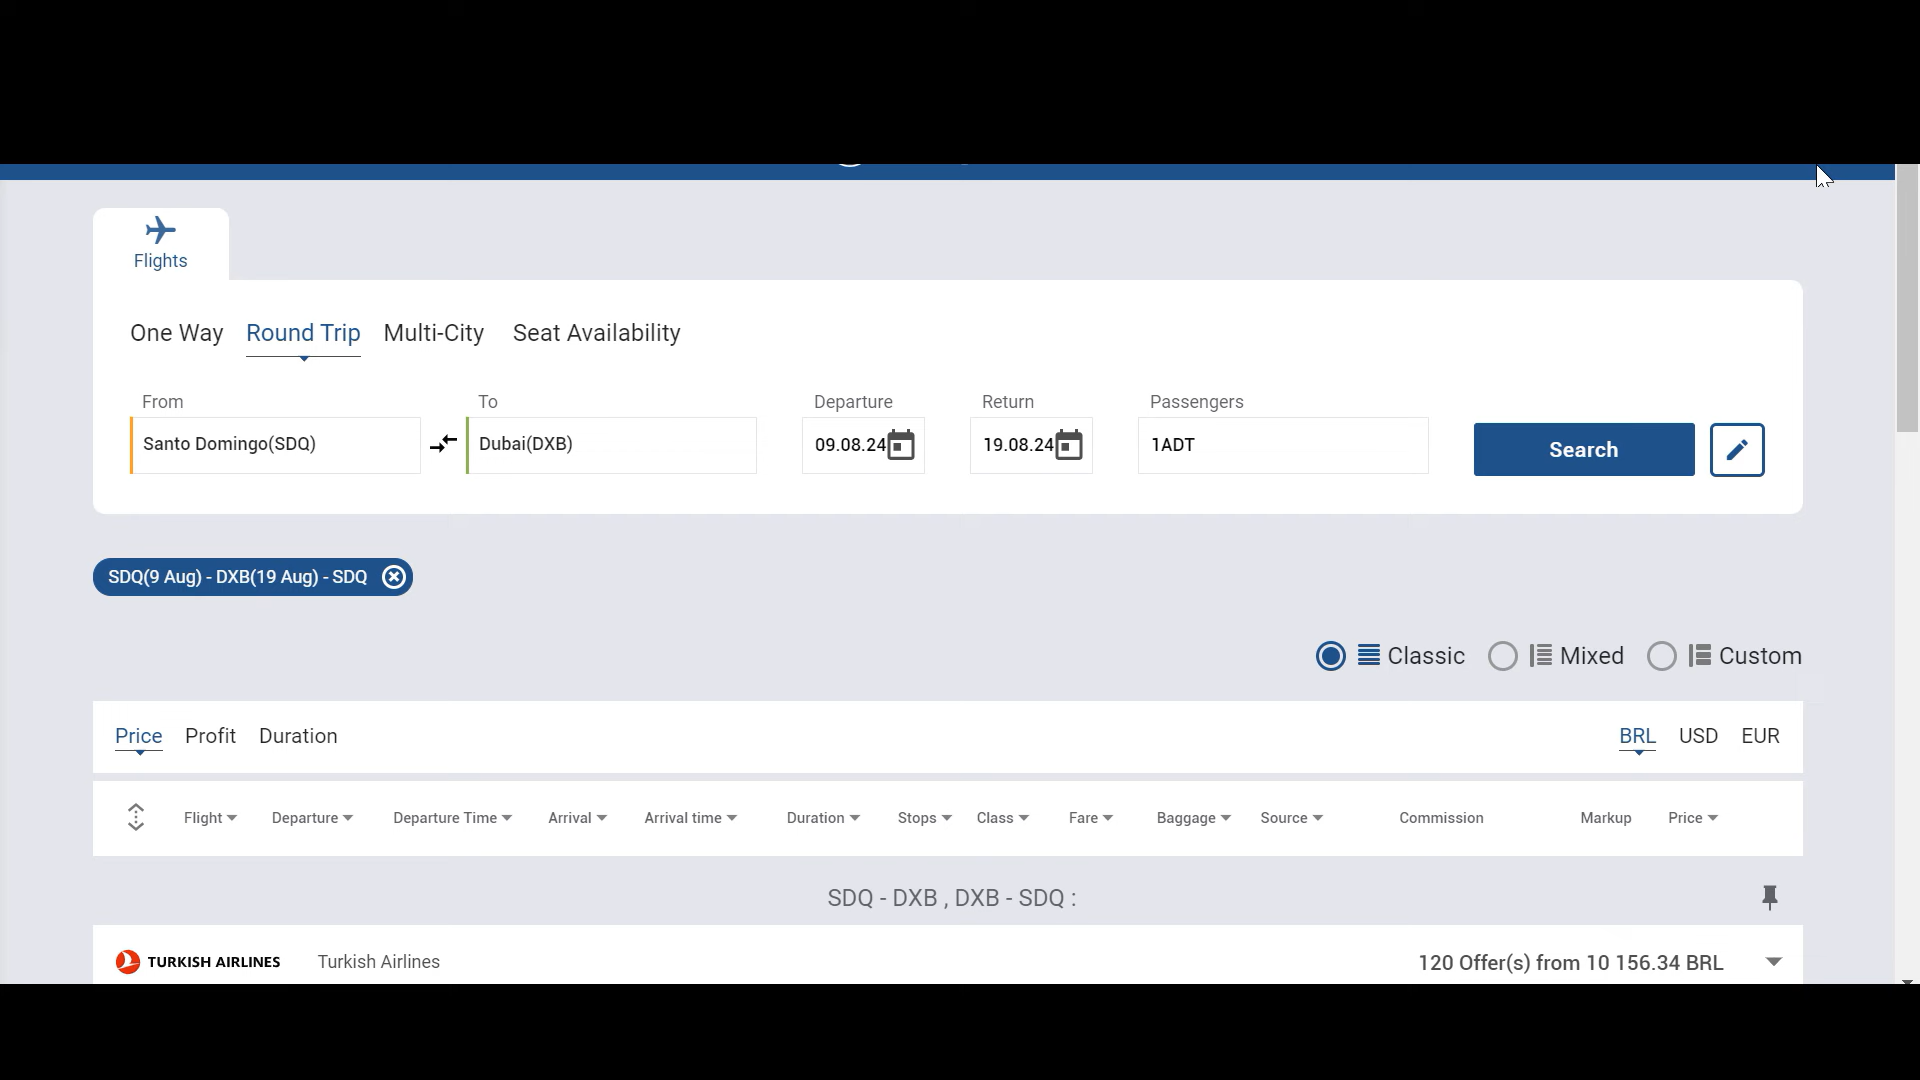 Flights
One Way Round Trip Multi-City Seat Availability
From To Departure Return Passengers
Santo Domingo(SDQ) Dubai(DXB) 09.08.24 19.08.24 1ADT Search
SDQ(9 Aug) - DXB(19 Aug) - SDQ
Classic Mixed Custom
Price Profit Duration BRL USD EUR
Flight Departure Departure Time Arrival Arrival time Duration Stops Class Fare Baggage Source Commission Markup Price
SDQ - DXB , DXB - SDQ :
TURKISH AIRLINES Turkish Airlines 120 Offer(s) from 10 156.34 BRL